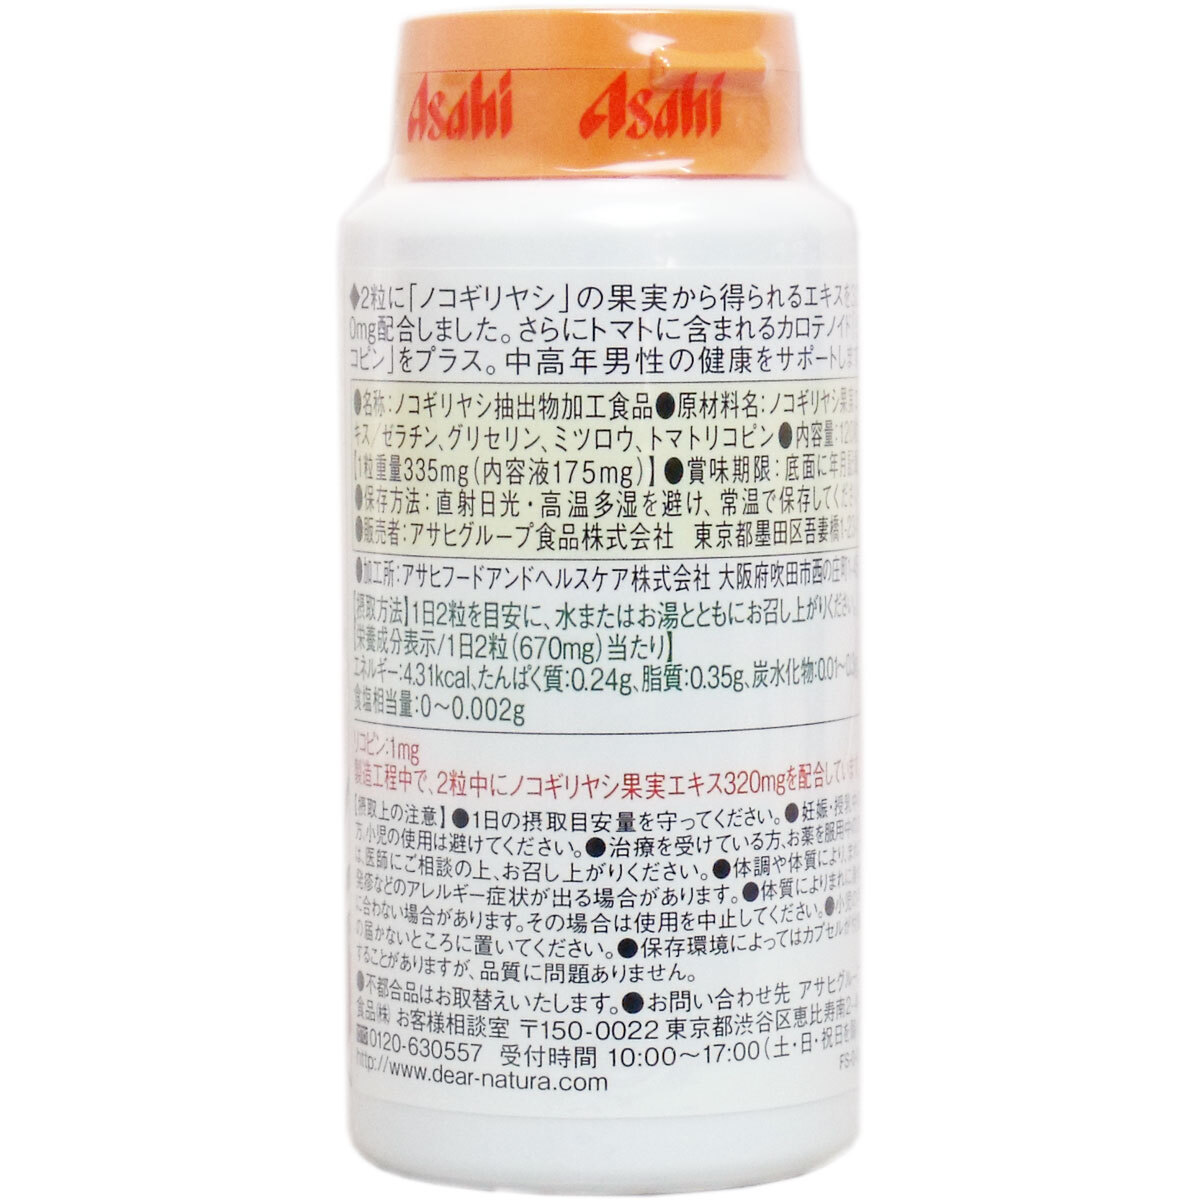 Asahi Asahi
◆2粒に「ノコギリヤシ」の果実から得られるエキスを
0mg配合しました。さらにトマトに含まれるカロテノイド
コピン」をプラス。中高年男性の健康をサポートしま
●名称:ノコギリヤシ抽出物加工食品●原材料名:ノコギリヤシ果実
キス/ゼラチン、グリセリン、ミツロウ、トマトリコピン●内容量:120
【1粒重量335mg(内容液175mg)】●賞味期限:底面に年月
●保存方法:直射日光・高温多湿を避け、常温で保存してくださ
●販売者:アサヒグループ食品株式会社 東京都墨田区吾妻橋1-23
●加工所:アサヒフードアンドヘルスケア株式会社 大阪府吹田市西の庄町1-
【摂取方法】1日2粒を目安に、水またはお湯とともにお召し上がりください
【栄養成分表示/1日2粒(670mg)当たり】
エネルギー:4.31kcal、たんぱく質:0.24g、脂質:0.35g、炭水化物:0.01〜0
食塩相当量:0〜0.002g
リコピン:1mg
製造工程中で、2粒中にノコギリヤシ果実エキス320mgを配合していま
【摂取上の注意】●1日の摂取目安量を守ってください。●妊娠・授乳中
方、小児の使用は避けてください。●治療を受けている方、お薬を服用中
は、医師にご相談の上、お召し上がりください。●体調や体質により、ま
発疹などのアレルギー症状が出る場合があります。●体質によりまれに
に合わない場合があります。その場合は使用を中止してください。●小児の
の届かないところに置いてください。●保存環境によってはカプセルが
することがありますが、品質に問題ありません。
●不都合品はお取替えいたします。●お問い合わせ先 アサヒグルー
食品(株) お客様相談室 〒150-0022 東京都渋谷区恵比寿南2-4
0120-630557 受付時間 10:00〜17:00(土・日・祝日を
http://www.dear-natura.com